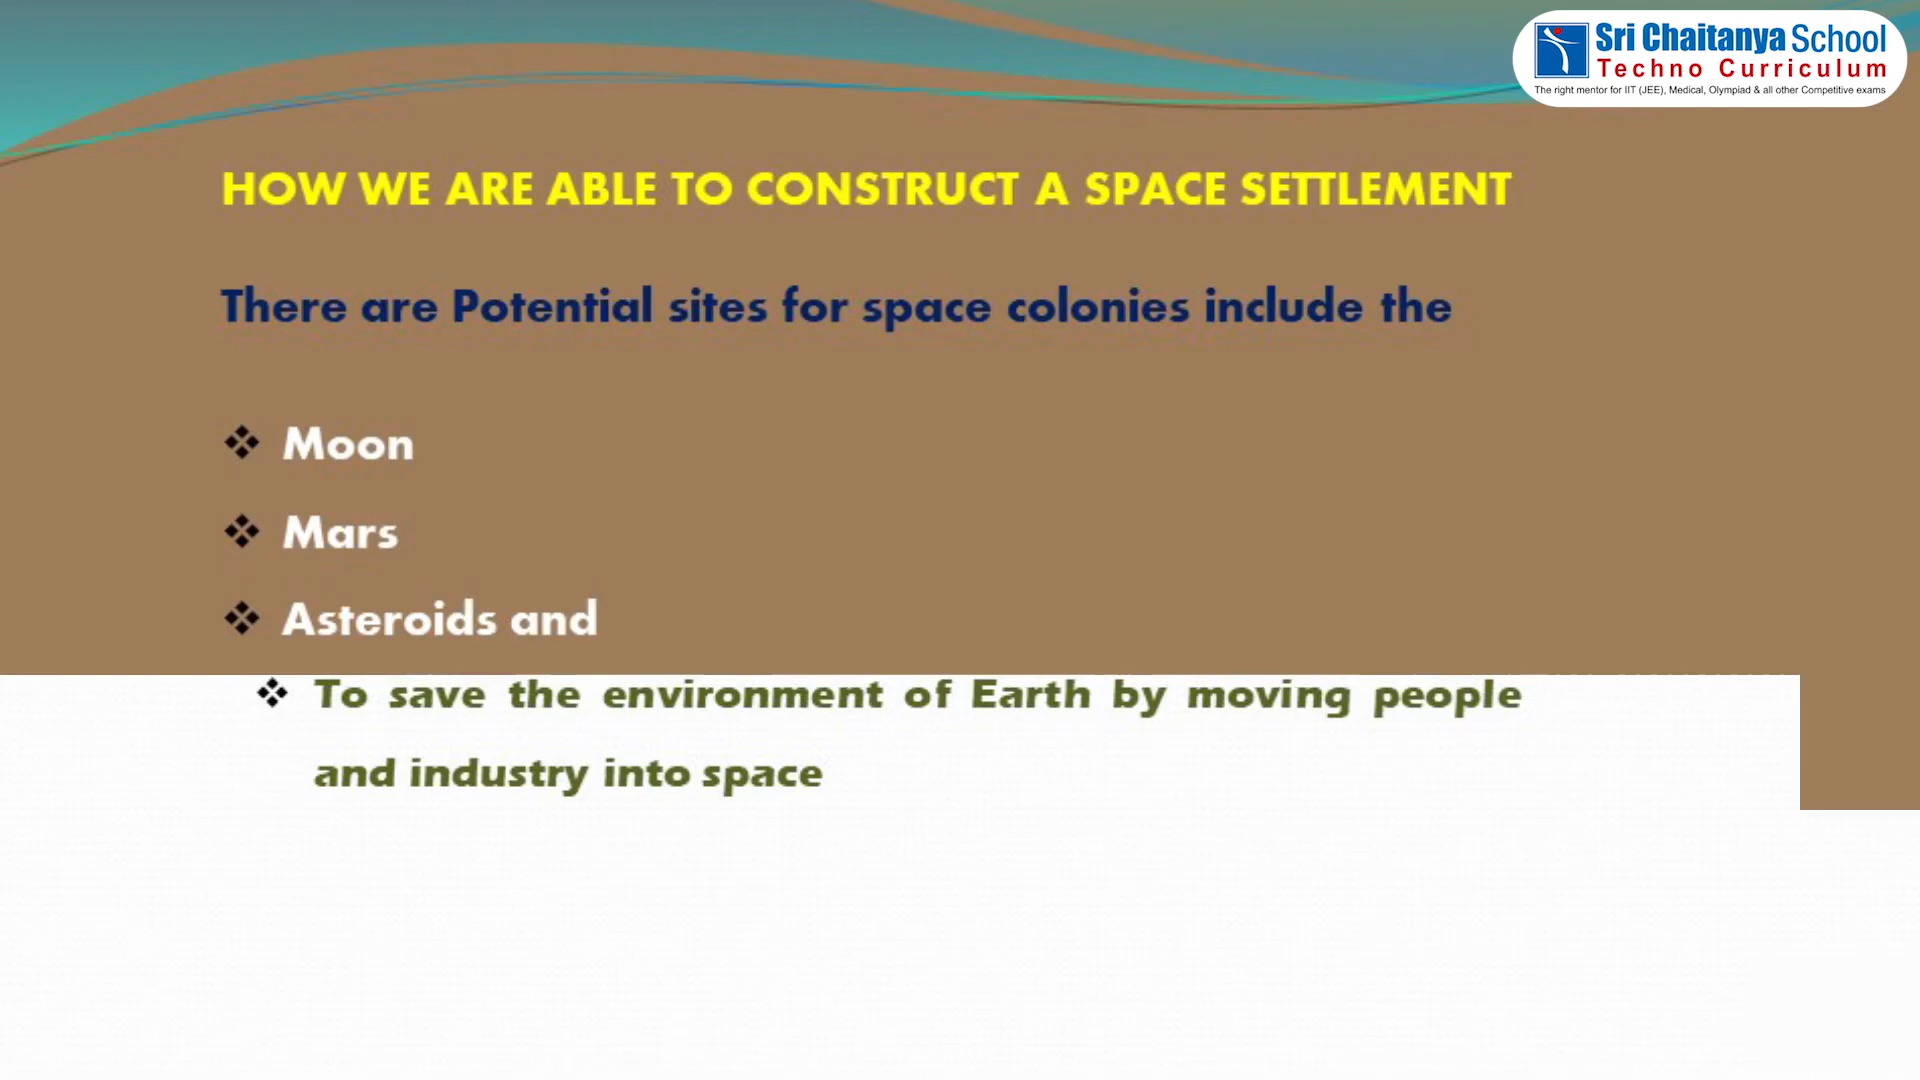 Sri Chaitanya School
Techno Curriculum
The right mentor for IIT (JEE), Medical, Olympiad & all other Competitive exams
HOW WE ARE ABLE TO CONSTRUCT A SPACE SETTLEMENT
There are Potential sites for space colonies include the
❖ Moon
❖ Mars
❖ Asteroids and
❖ To save the environment of Earth by moving people
and industry into space